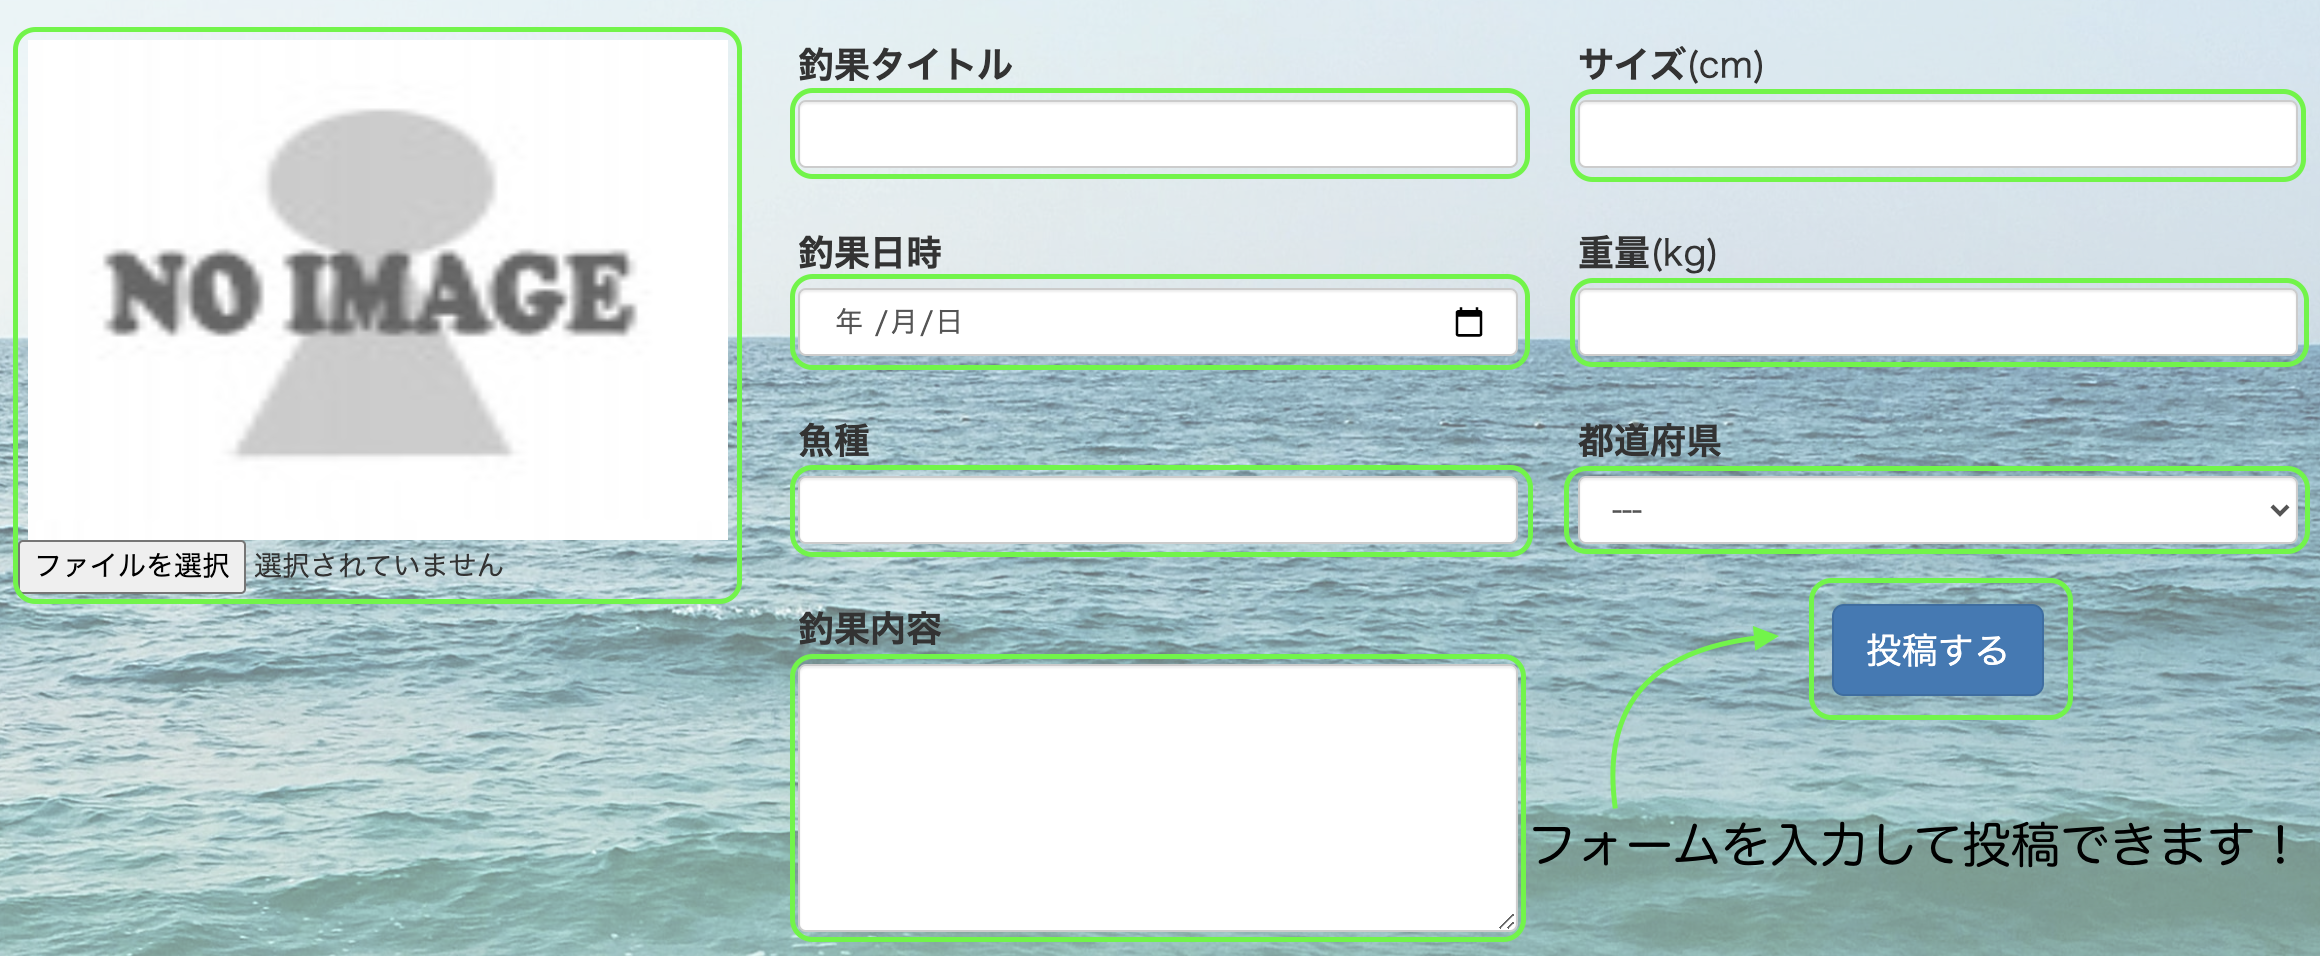 NO IMAGE
ファイルを選択 選択されていません
釣果タイトル
サイズ(cm)
釣果日時
年 /月/日
重量(kg)
魚種
都道府県
---
釣果内容
投稿する
フォームを入力して投稿できます！